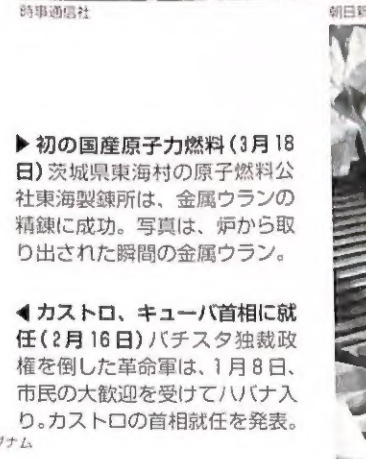 時事通信社
朝日新
▶初の国産原子力燃料(3月18
日)茨城県東海村の原子燃料公
社東海製錬所は、金属ウランの
精錬に成功。写真は、炉から取
り出された瞬間の金属ウラン。
◀カストロ、キューバ首相に就
任(2月16日)バチスタ独裁政
権を倒した革命軍は、1月8日、
市民の大歓迎を受けてハバナ入
り。カストロの首相就任を発表。
グナム